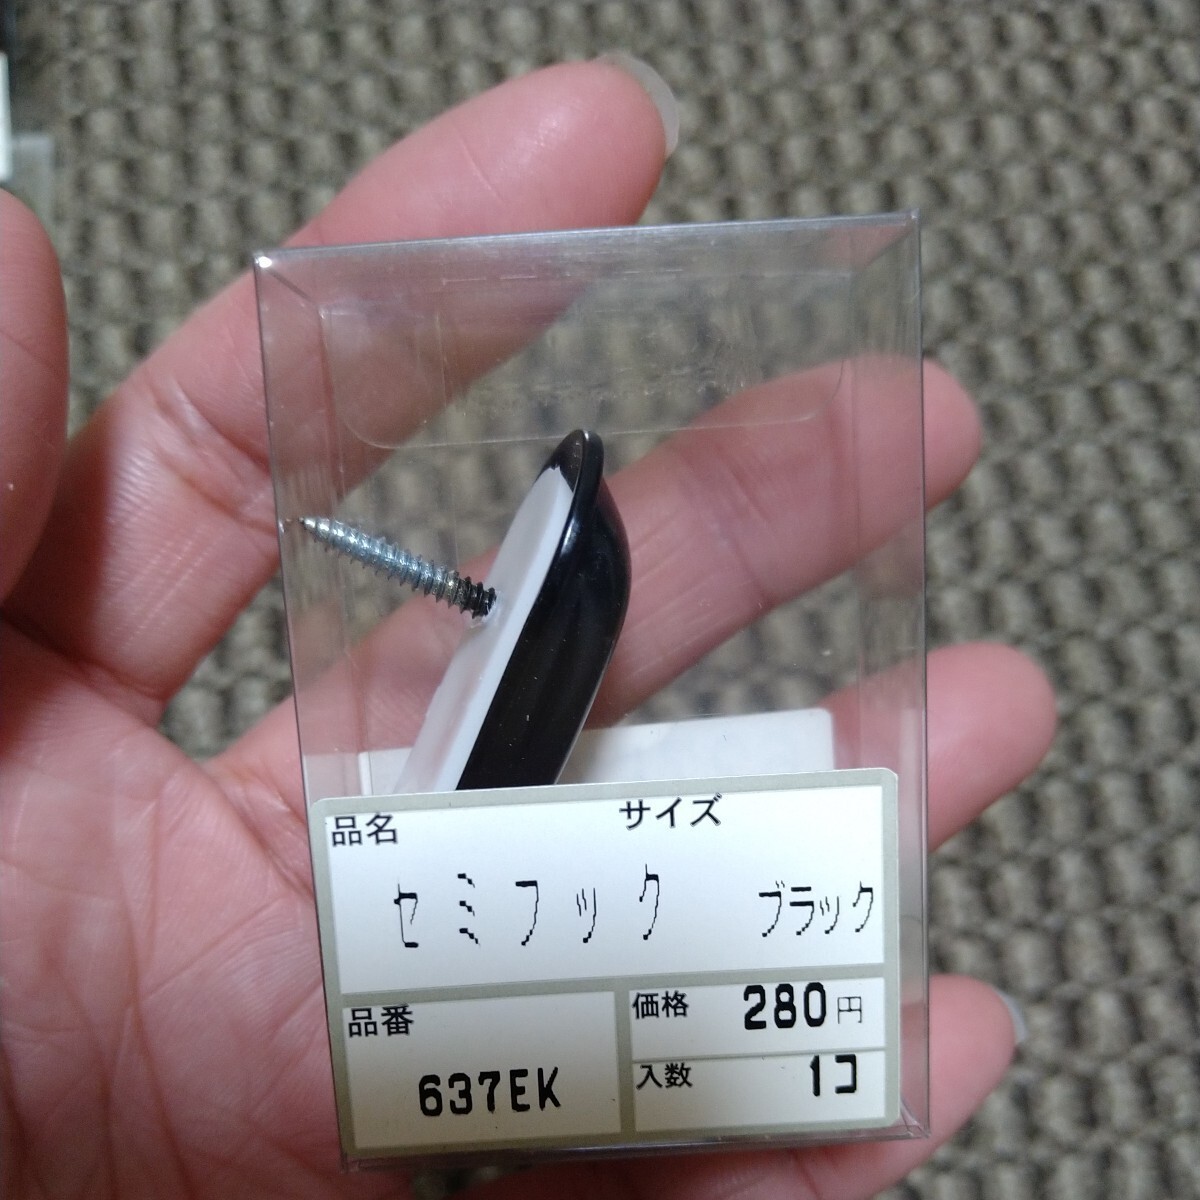 品名 サイズ
セミフック ブラック
品番
637EK
価格 280円
入数 1コ